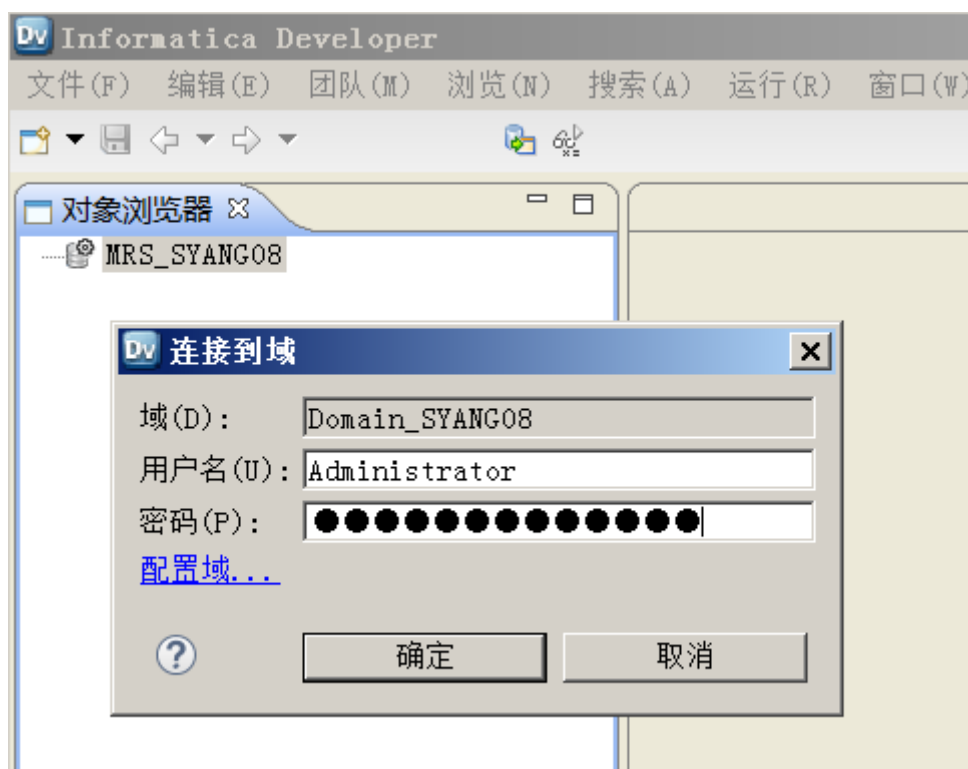 Dv Informatica Developer
文件(F) 编辑(E) 团队(M) 浏览(N) 搜索(A) 运行(R) 窗口(W)
对象浏览器
MRS_SYANG08
Dv 连接到域
域(D): Domain_SYANG08
用户名(U): Administrator
密码(P): ●●●●●●●●●●●●●
配置域...
确定 取消